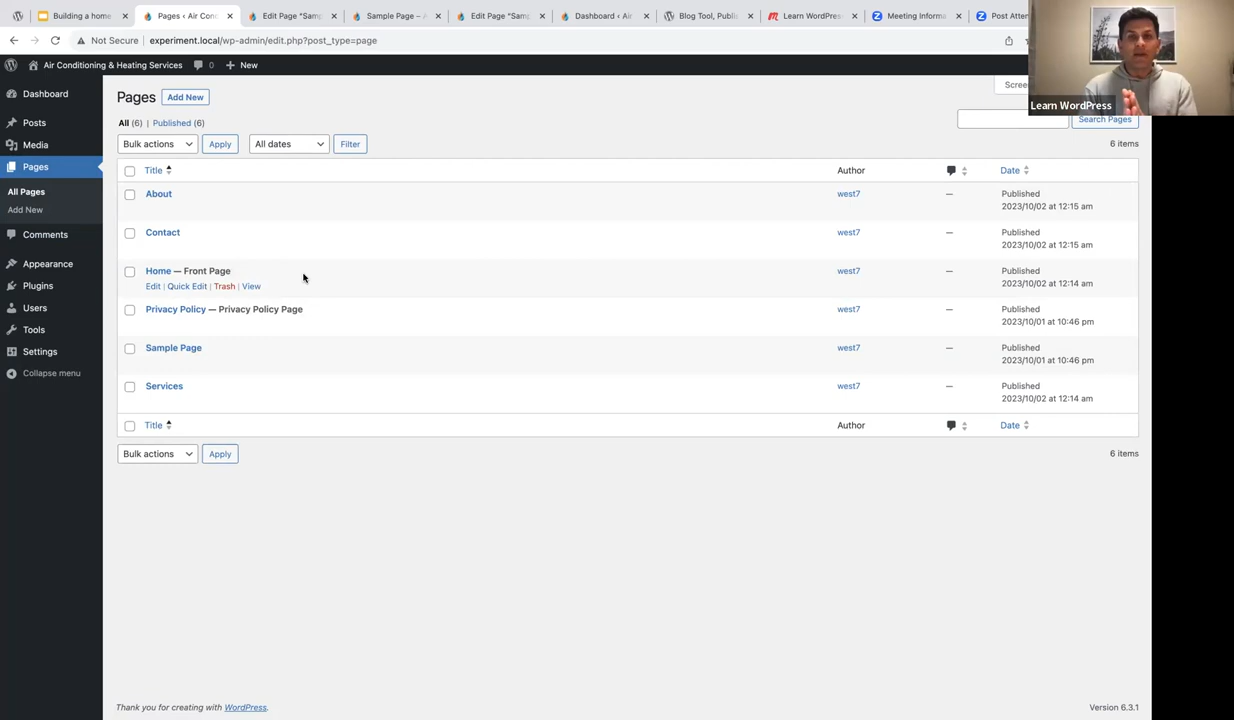 Building a home
Pages ‹ Air Conc
Edit Page "Samp
Sample Page – A
Edit Page "Samp
Dashboard ‹ Air
Blog Tool, Publis
Learn WordPress
Meeting Informa
Post Atten
Not Secure experiment.local/wp-admin/edit.php?post_type=page
Air Conditioning & Heating Services 0 New
Dashboard
Posts
Media
Pages
All Pages
Add New
Comments
Appearance
Plugins
Users
Tools
Settings
Collapse menu
Pages Add New
Scree
Learn WordPress
All (6) | Published (6)
Search Pages
Bulk actions Apply All dates Filter 6 items
Title Author Date
About west7 — Published
2023/10/02 at 12:15 am
Contact west7 — Published
2023/10/02 at 12:15 am
Home — Front Page west7 — Published
Edit | Quick Edit | Trash | View 2023/10/02 at 12:14 am
Privacy Policy — Privacy Policy Page west7 — Published
2023/10/01 at 10:46 pm
Sample Page west7 — Published
2023/10/01 at 10:46 pm
Services west7 — Published
2023/10/02 at 12:14 am
Title Author Date
Bulk actions Apply 6 items
Thank you for creating with WordPress. Version 6.3.1